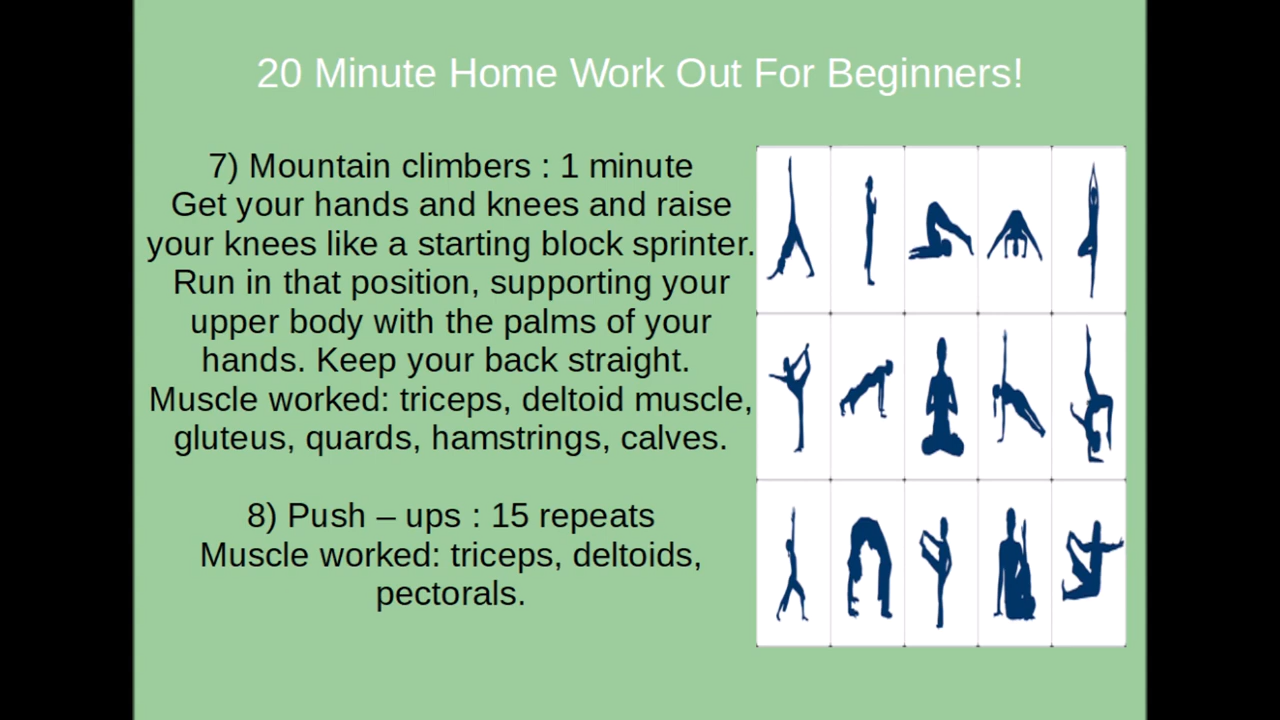 20 Minute Home Work Out For Beginners!
7) Mountain climbers : 1 minute
Get your hands and knees and raise
your knees like a starting block sprinter.
Run in that position, supporting your
upper body with the palms of your
hands. Keep your back straight.
Muscle worked: triceps, deltoid muscle,
gluteus, quards, hamstrings, calves.
8) Push – ups : 15 repeats
Muscle worked: triceps, deltoids,
pectorals.